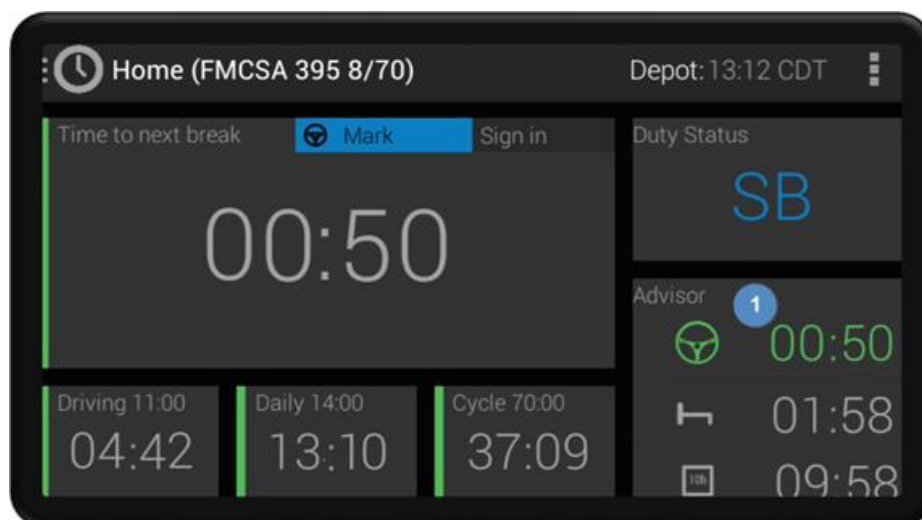 Home (FMCSA 395 8/70)
Depot: 13:12 CDT
Time to next break
Mark
Sign in
00:50
Duty Status
SB
Advisor
1
00:50
01:58
10h
09:58
Driving 11:00
04:42
Daily 14:00
13:10
Cycle 70:00
37:09